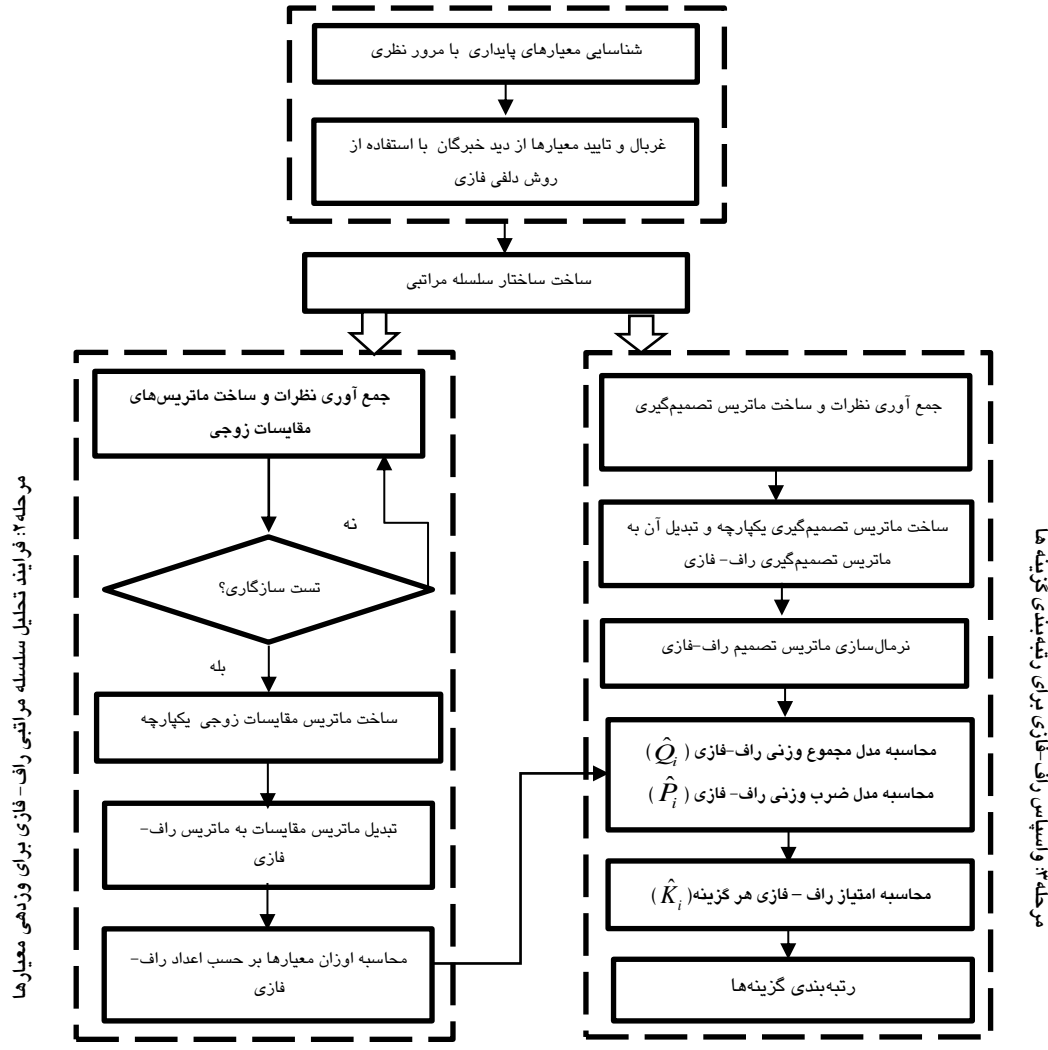 شناسایی معیارهای پایداری با مرور نظری
غربال و تایید معیارها از دید خبرگان با استفاده از
روش دلفی فازی
ساخت ساختار سلسله مراتبی
مرحله۲: فرایند تحلیل سلسله مراتبی راف- فازی برای وزدهی معیارها
جمع آوری نظرات و ساخت ماتریس‌های
مقایسات زوجی
نه
تست سازگاری؟
بله
ساخت ماتریس مقایسات زوجی یکپارچه
تبدیل ماتریس مقایسات به ماتریس راف-
فازی
محاسبه اوزان معیارها بر حسب اعداد راف-
فازی
مرحله۳: واسپاس راف-فازی برای رتبه‌بندی گزینه ها
جمع آوری نظرات و ساخت ماتریس تصمیم‌گیری
ساخت ماتریس تصمیم‌گیری یکپارچه و تبدیل آن به
ماتریس تصمیم‌گیری راف- فازی
نرمال‌سازی ماتریس تصمیم راف-فازی
محاسبه مدل مجموع وزنی راف-فازی ( Q̂i )
محاسبه مدل ضرب وزنی راف- فازی ( P̂i )
محاسبه امتیاز راف – فازی هر گزینه( K̂i )
رتبه‌بندی گزینه‌ها